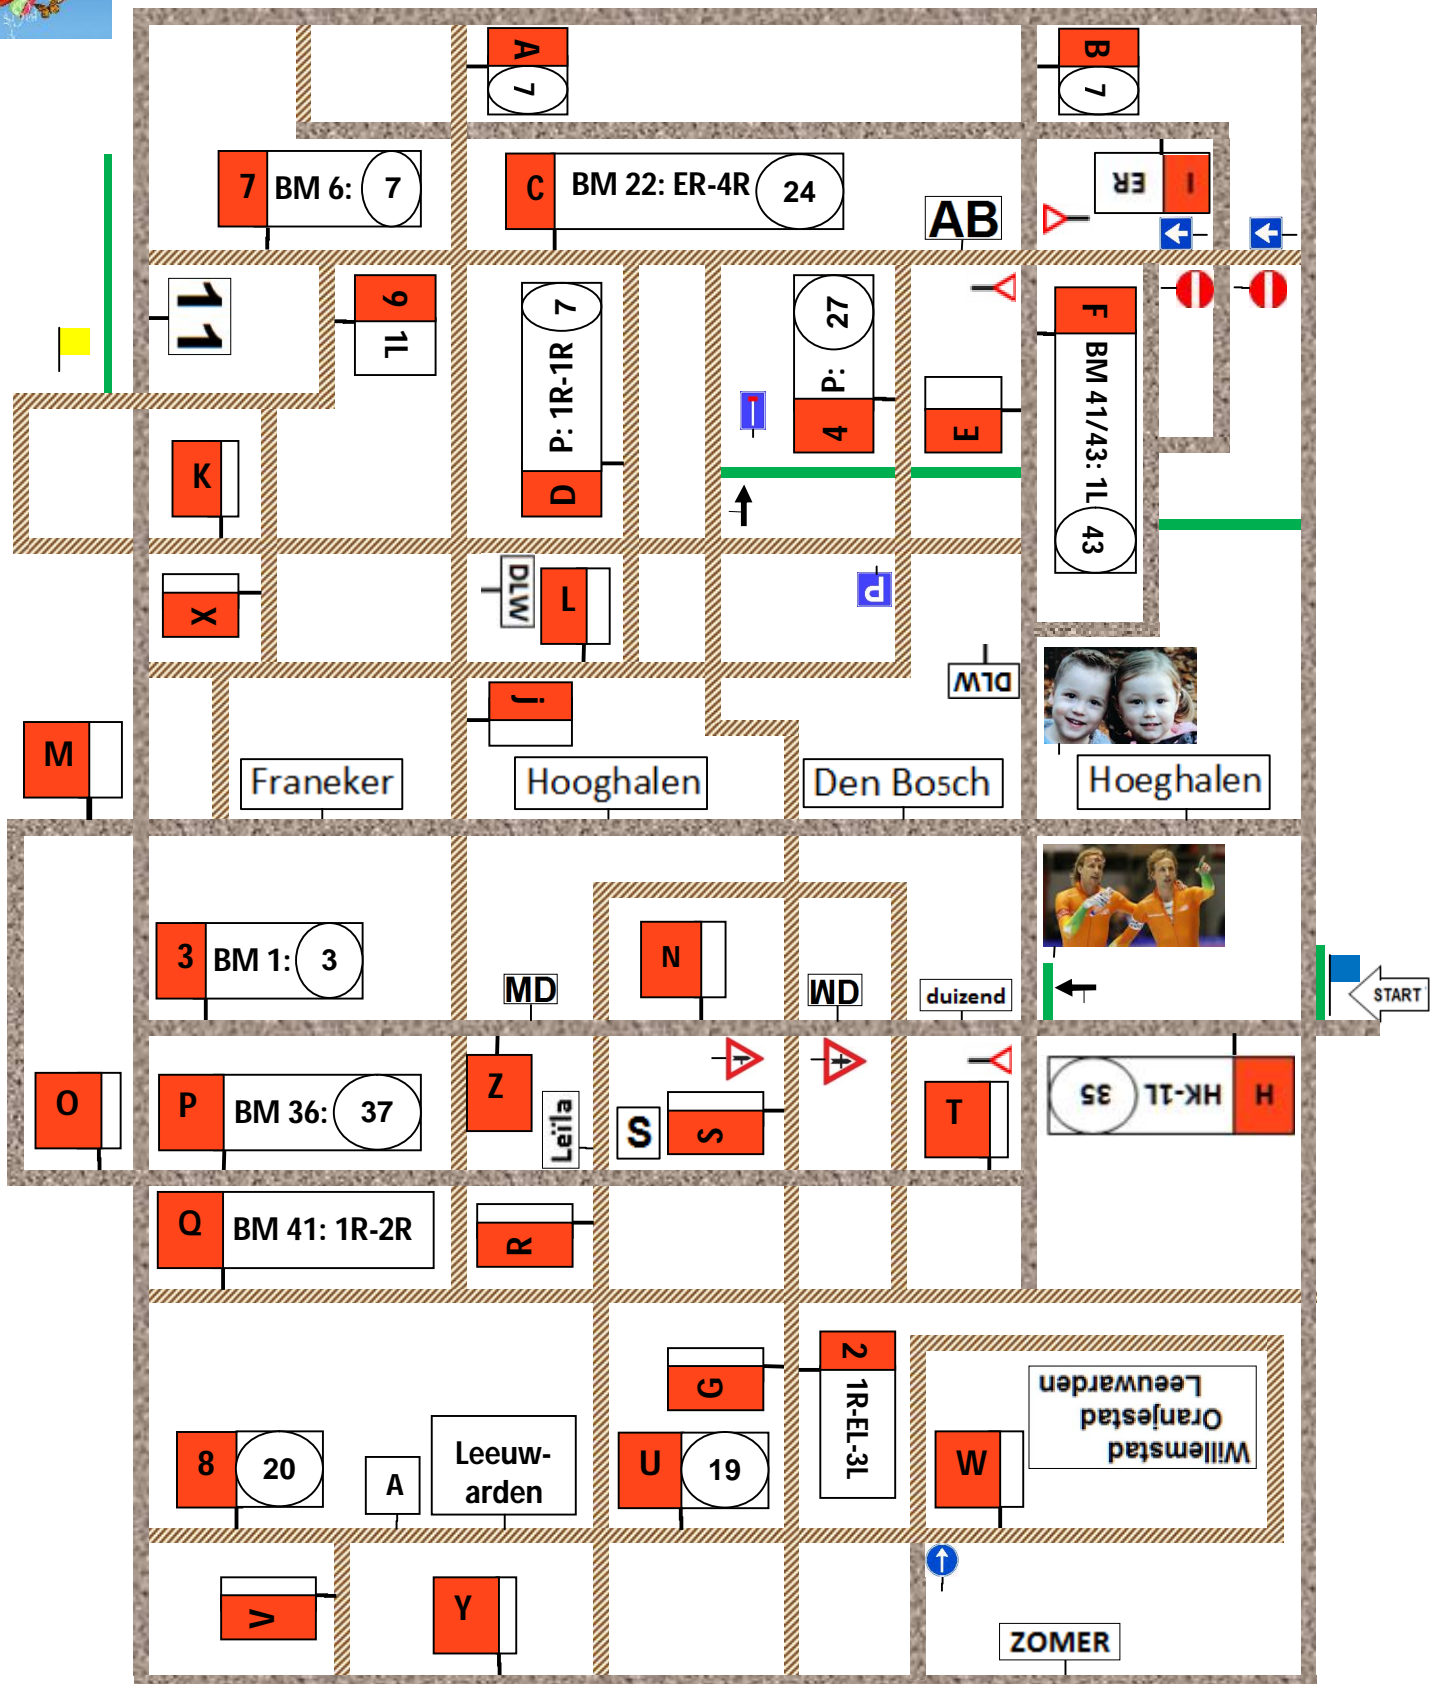 A
7
B
7
7 BM 6: 7
C BM 22: ER-4R 24
AB
I ER
11
9 1L
D P: 1R-1R 7
4 P: 27
E
F BM 41/43: 1L 43
K
X
DLW
L
P
DLW
j
M
Franeker
Hooghalen
Den Bosch
Hoeghalen
3 BM 1: 3
MD
N
MD
duizend
START
O
P BM 36: 37
Z
Leïla
S
S
T
H HK-1L 35
Q BM 41: 1R-2R
R
G
2 1R-EL-3L
Willemstad
Oranjestad
Leeuwarden
8 20
A
Leeuw-
arden
U 19
W
V
Y
ZOMER